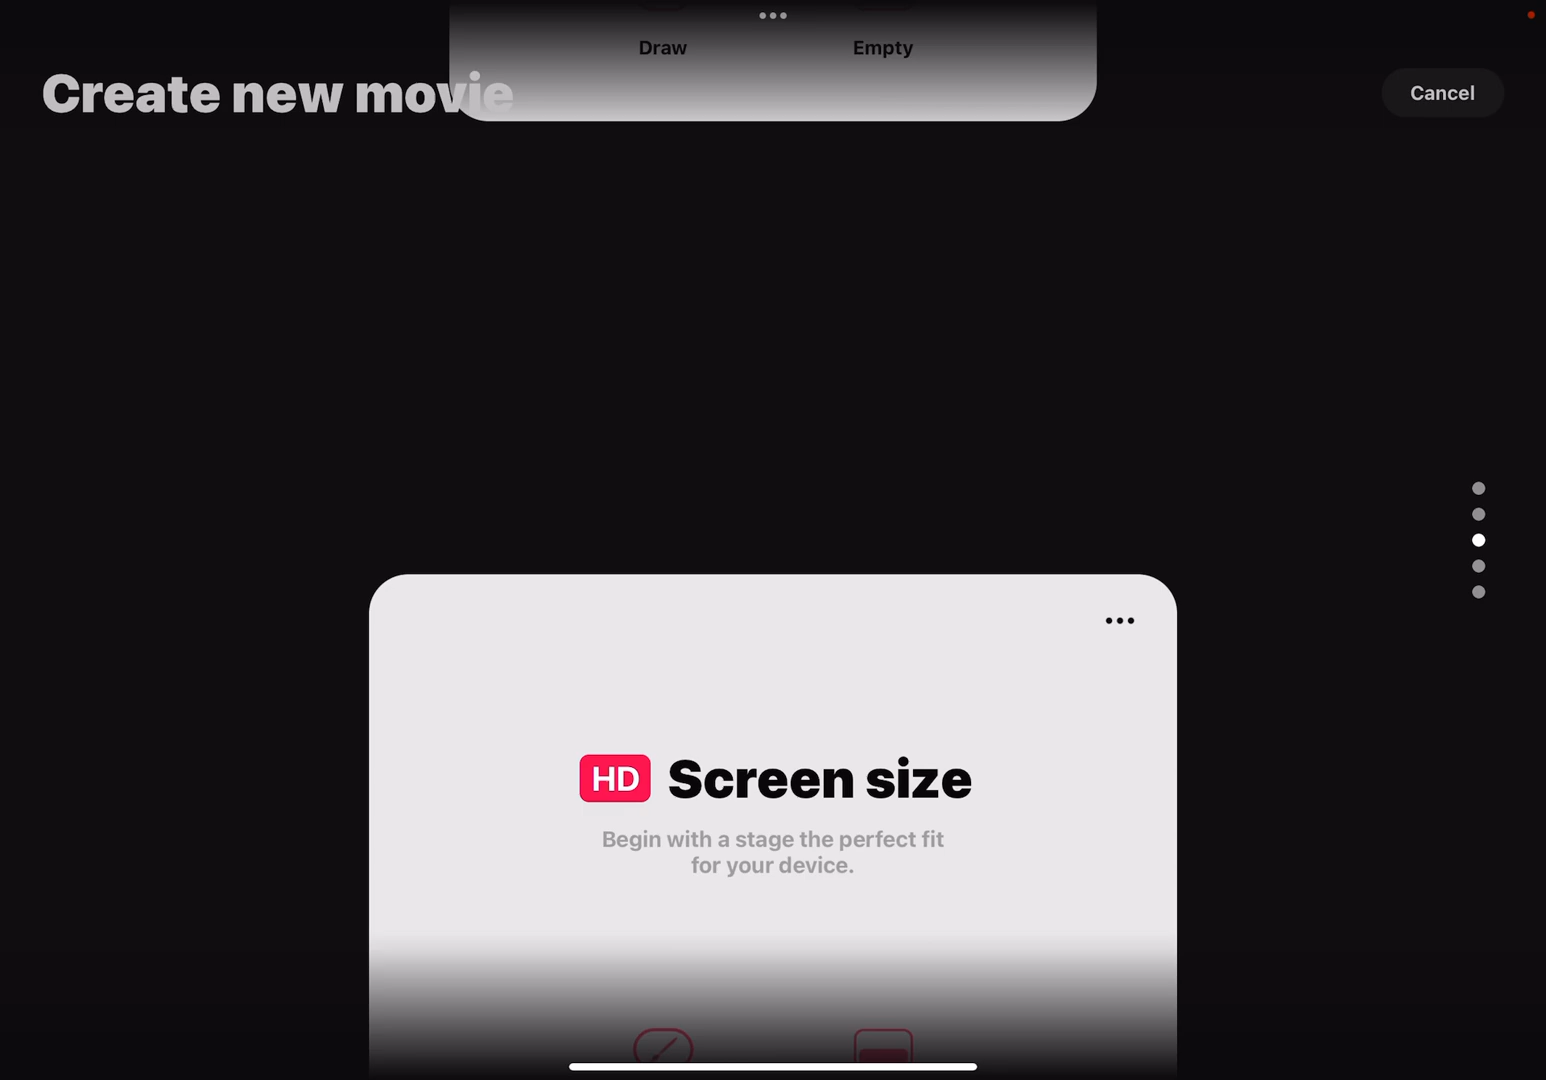 Draw
Empty
Create new movie
Cancel
HD Screen size
Begin with a stage the perfect fit
for your device.